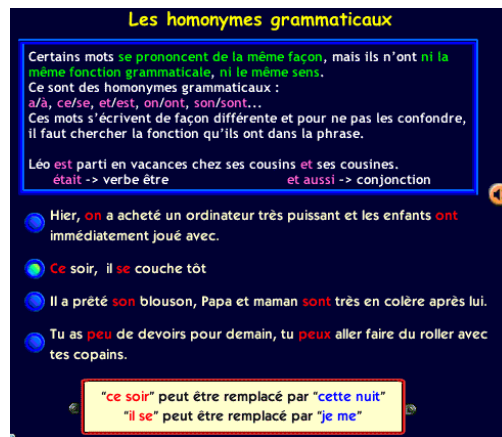 Les homonymes grammaticaux
Certains mots se prononcent de la même façon, mais ils n'ont ni la
même fonction grammaticale, ni le même sens.
Ce sont des homonymes grammaticaux :
a/à, ce/se, et/est, on/ont, son/sont...
Ces mots s'écrivent de façon différente et pour ne pas les confondre,
il faut chercher la fonction qu'ils ont dans la phrase.
Léo est parti en vacances chez ses cousins et ses cousines.
était -> verbe être et aussi -> conjonction
Hier, on a acheté un ordinateur très puissant et les enfants ont
immédiatement joué avec.
Ce soir, il se couche tôt
Il a prêté son blouson, Papa et maman sont très en colère après lui.
Tu as peu de devoirs pour demain, tu peux aller faire du roller avec
tes copains.
"ce soir" peut être remplacé par "cette nuit"
"il se" peut être remplacé par "je me"